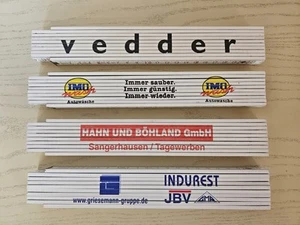 vedder
IMO
Autowäsche
Immer sauber.
Immer günstig.
Immer wieder.
IMO
Autowäsche
HAHN UND BÖHLAND GmbH
Sangerhausen / Tagewerben
www.griesemann-gruppe.de
INDUREST
JBV